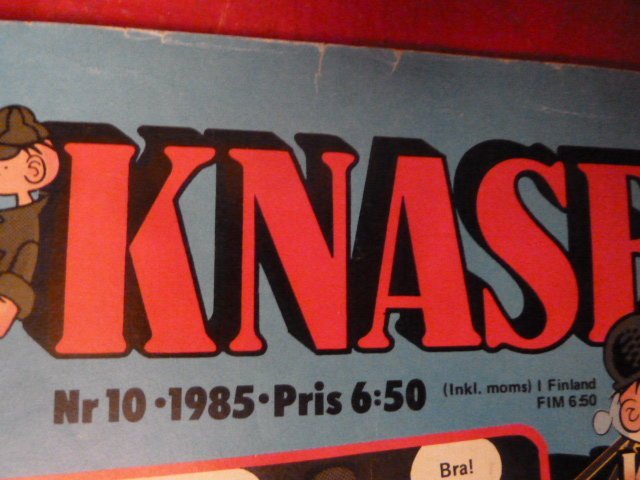 KNASE
Nr 10 · 1985 · Pris 6:50 (Inkl. moms) I Finland
FIM 6:50
Bra!